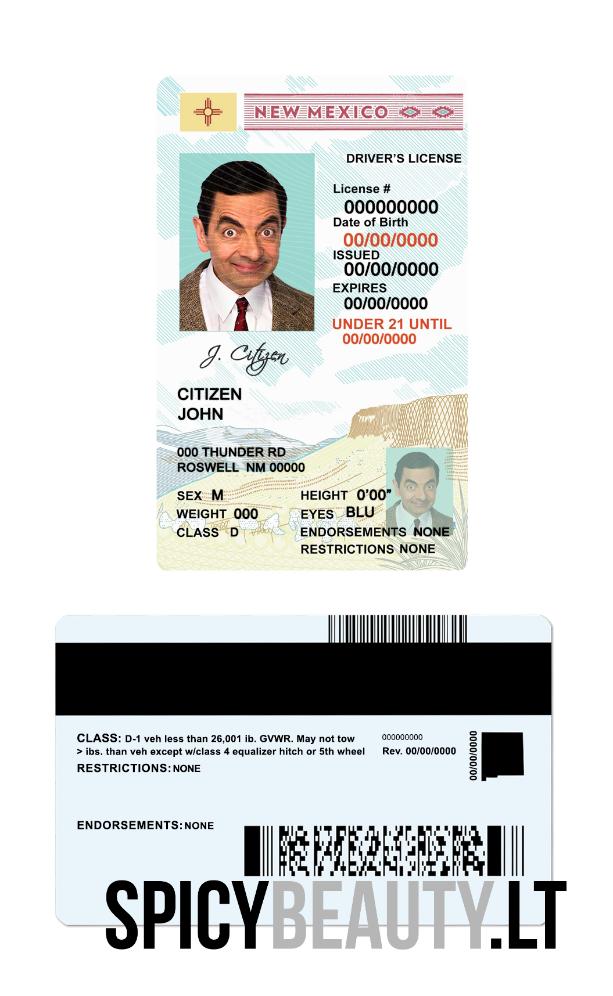 NEW MEXICO
DRIVER'S LICENSE
License #
000000000
Date of Birth
00/00/0000
ISSUED
00/00/0000
EXPIRES
00/00/0000
UNDER 21 UNTIL
00/00/0000
J. Citizen
CITIZEN
JOHN
000 THUNDER RD
ROSWELL NM 00000
SEX M HEIGHT 0'00"
WEIGHT 000 EYES BLU
CLASS D ENDORSEMENTS NONE
RESTRICTIONS NONE
CLASS: D-1 veh less than 26,001 ib. GVWR. May not tow
> ibs. than veh except w/class 4 equalizer hitch or 5th wheel
RESTRICTIONS: NONE
000000000
Rev. 00/00/0000
00/00/0000
ENDORSEMENTS: NONE
SPICYBEAUTY.LT